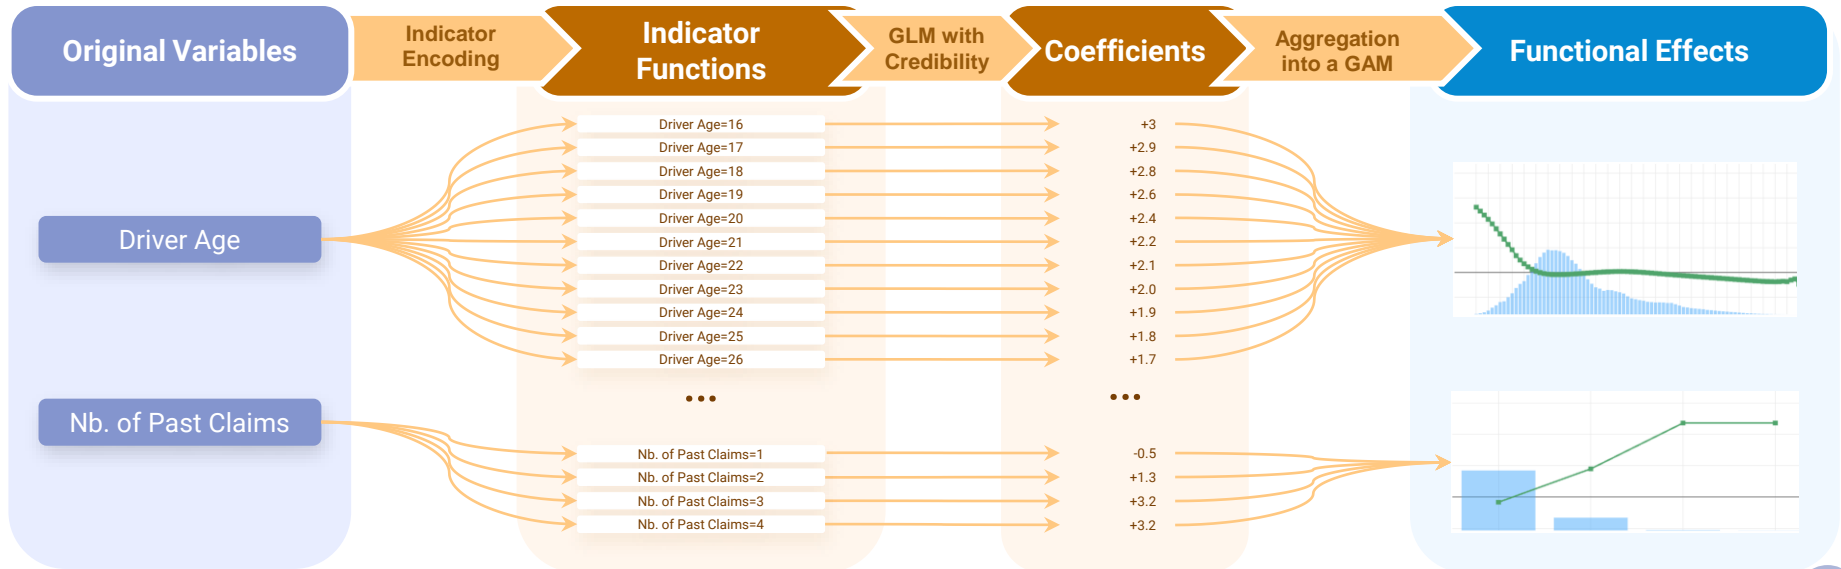 Original Variables
Indicator
Encoding
Indicator
Functions
GLM with
Credibility
Coefficients
Aggregation
into a GAM
Functional Effects
Driver Age
Nb. of Past Claims
Driver Age=16
Driver Age=17
Driver Age=18
Driver Age=19
Driver Age=20
Driver Age=21
Driver Age=22
Driver Age=23
Driver Age=24
Driver Age=25
Driver Age=26
...
Nb. of Past Claims=1
Nb. of Past Claims=2
Nb. of Past Claims=3
Nb. of Past Claims=4
+3
+2.9
+2.8
+2.6
+2.4
+2.2
+2.1
+2.0
+1.9
+1.8
+1.7
...
-0.5
+1.3
+3.2
+3.2